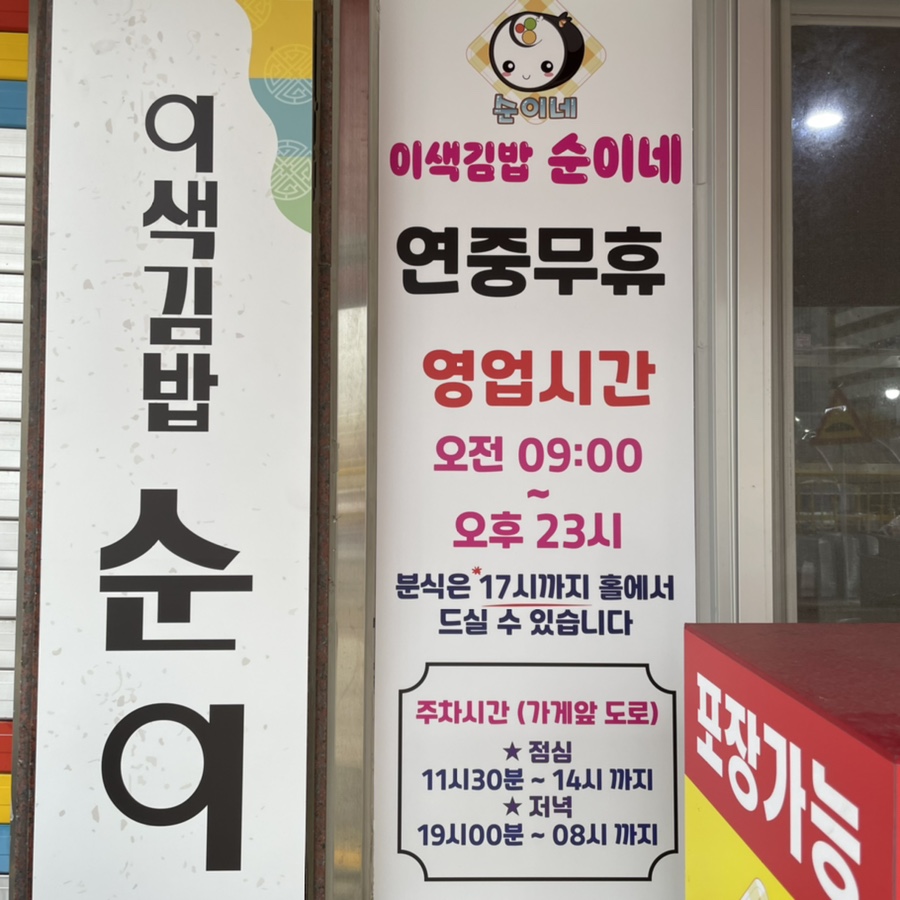 이색김밥 순이
순이네
이색김밥 순이네
연중무휴
영업시간
오전 09:00
~
오후 23시
분식은 *17시까지 홀에서
드실 수 있습니다
주차시간 (가게앞 도로)
★ 점심
11시30분 ~ 14시 까지
★ 저녁
19시00분 ~ 08시 까지
포장가능